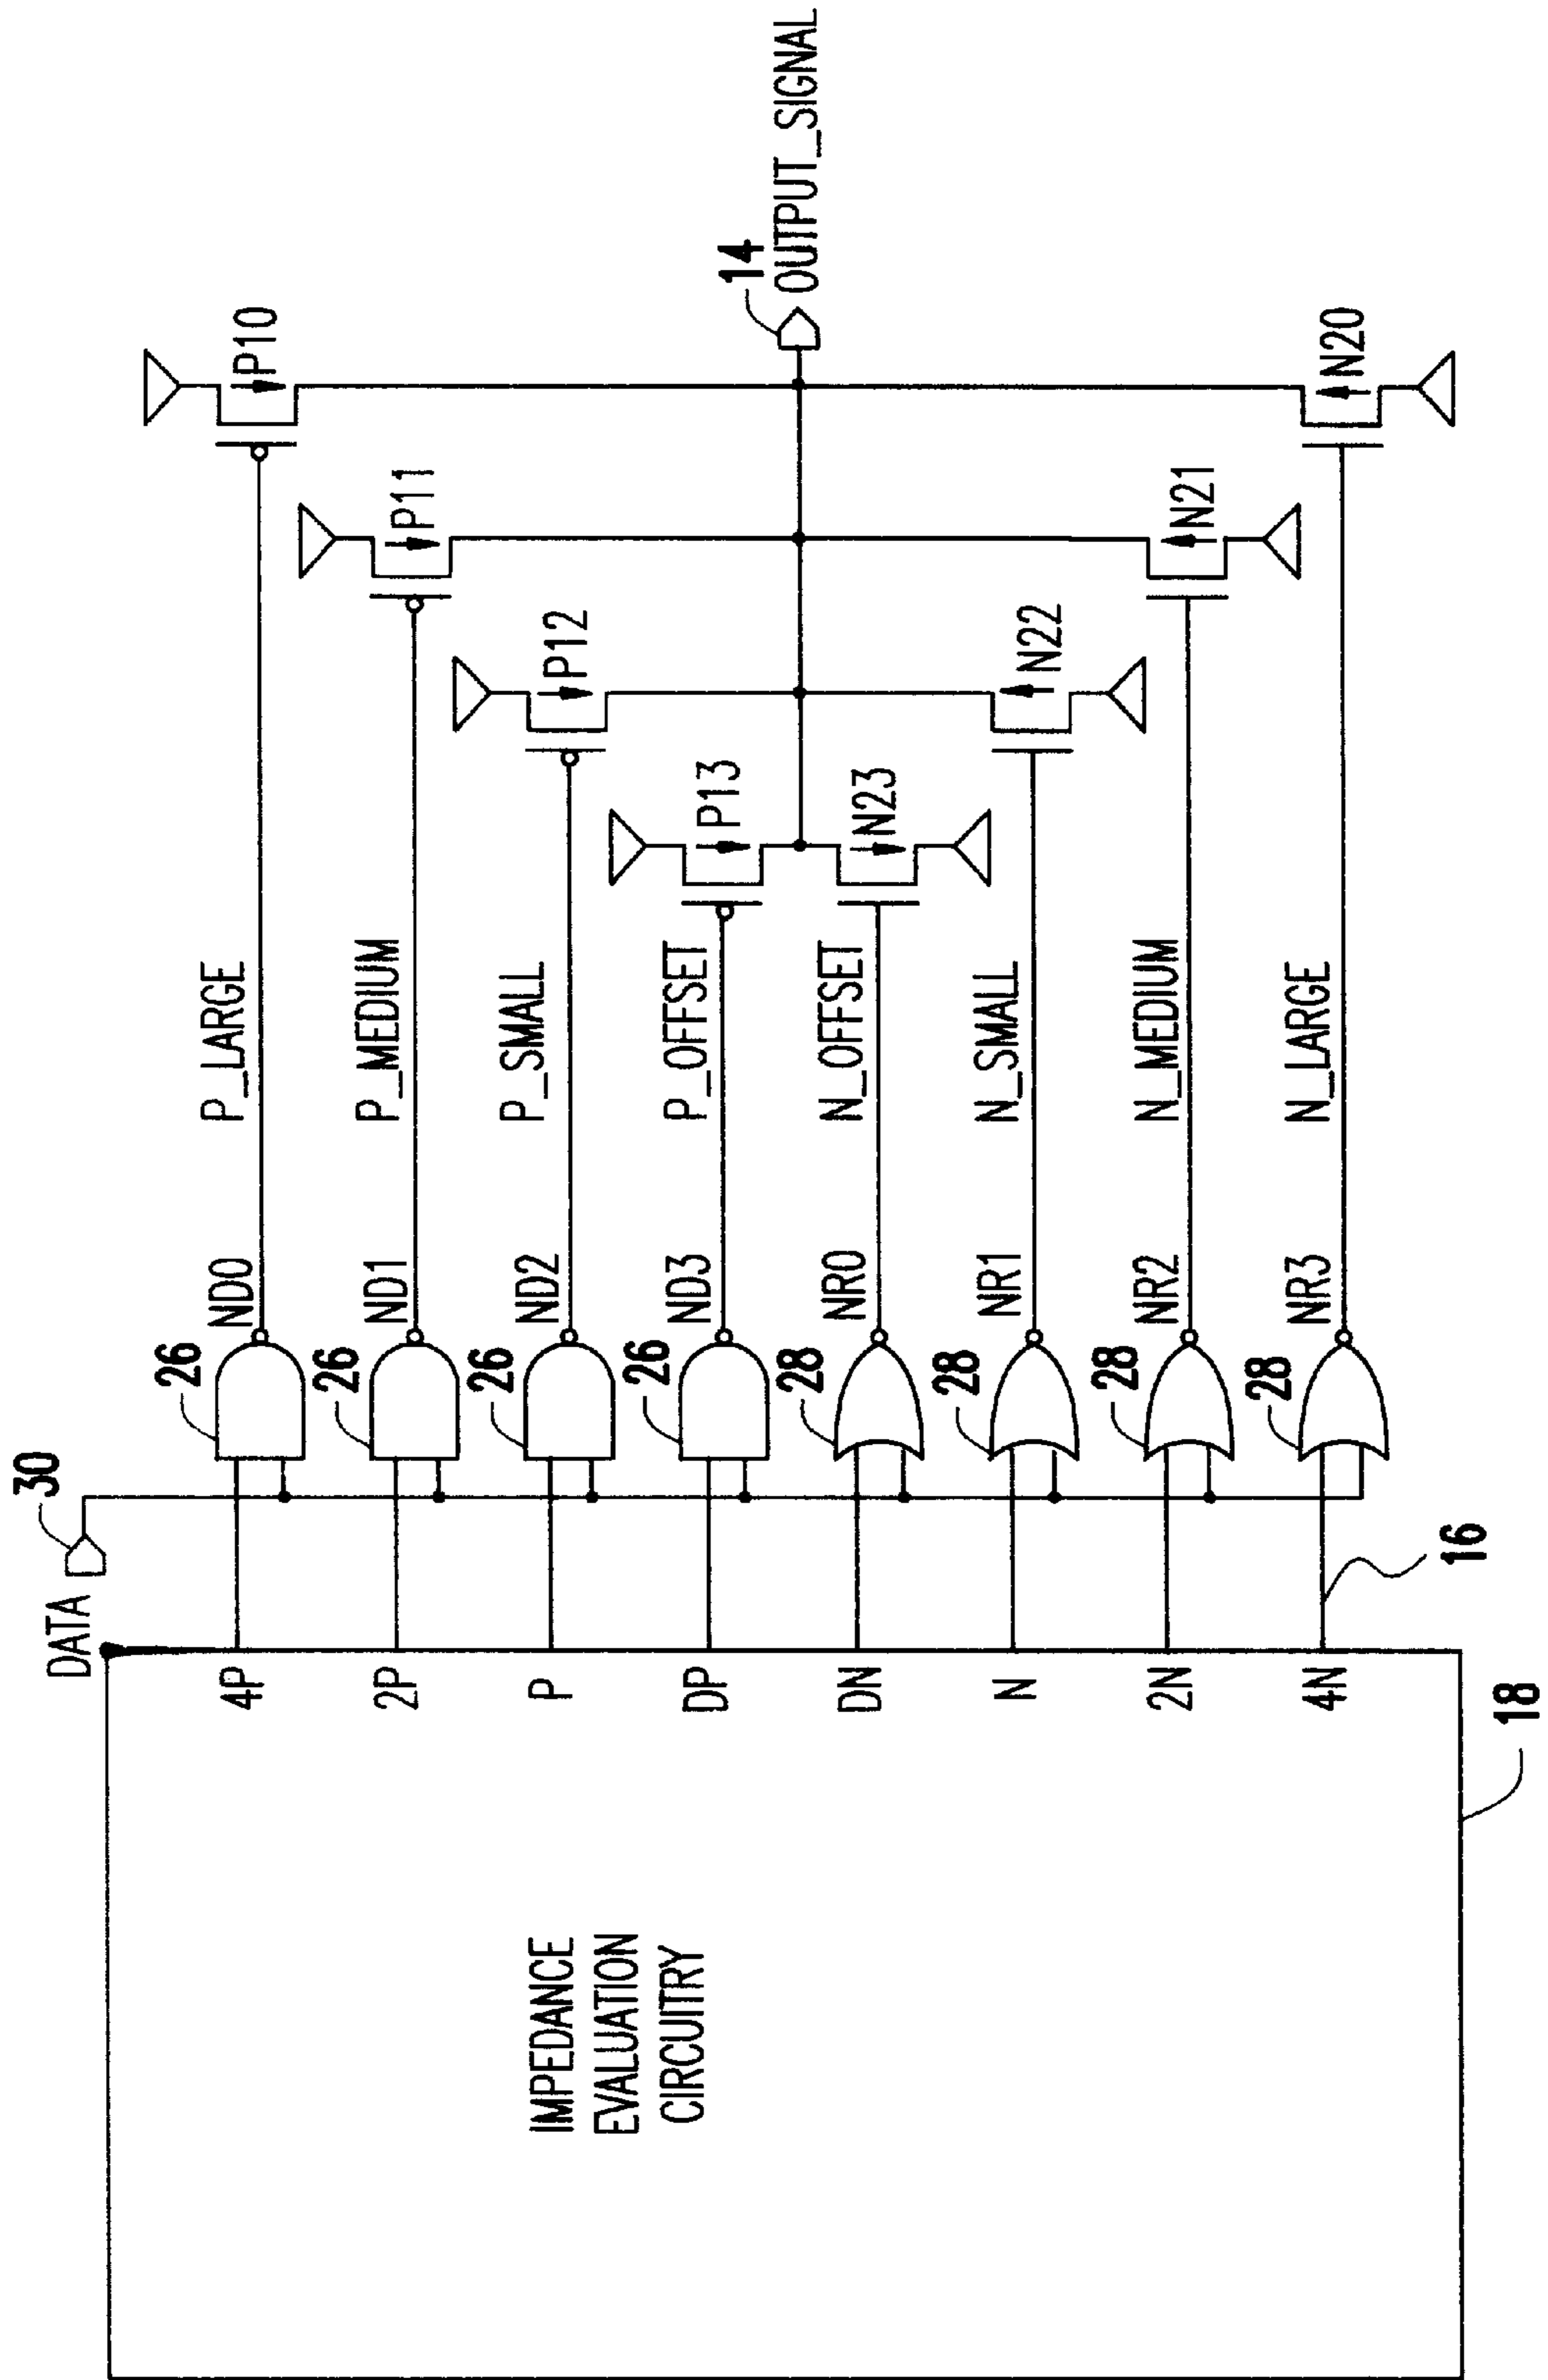 30
DATA
IMPEDANCE
EVALUATION
CIRCUITRY
18
16
4P
2P
P
DP
DN
N
2N
4N
26
26
26
26
28
28
28
28
ND0
ND1
ND2
ND3
NR0
NR1
NR2
NR3
P_LARGE
P_MEDIUM
P_SMALL
P_OFFSET
N_OFFSET
N_SMALL
N_MEDIUM
N_LARGE
P10
P11
P12
P13
N23
N22
N21
N20
14
OUTPUT_SIGNAL